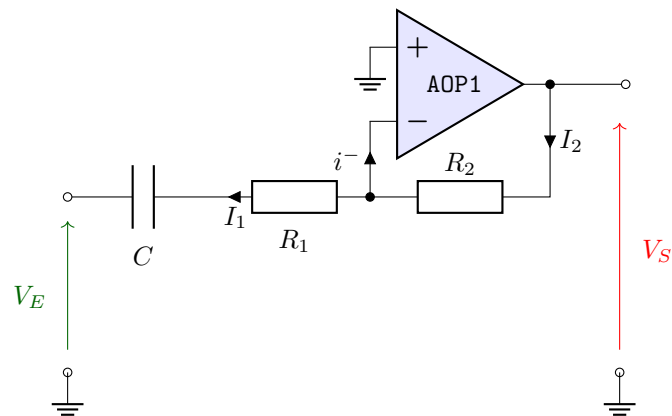 +
AOP1
−
I₂
i⁻
R₂
I₁
R₁
C
V_E
V_S